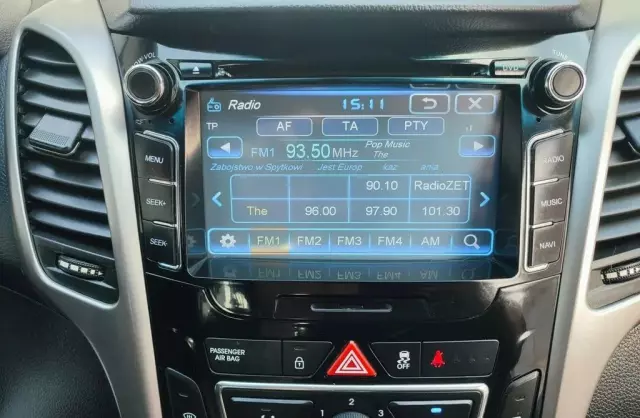 DVD
Radio 15:11
TP AF TA PTY
FM1 93.50 MHz Pop Music
The
Zabojstwo w Spytkowi Jest Europ
90.10 RadioZET
The 96.00 97.90 101.30
FM1 FM2 FM3 FM4 AM
MENU
SEEK+
SEEK-
RADIO
MUSIC
NAVI
PASSENGER
AIR BAG
OFF
2